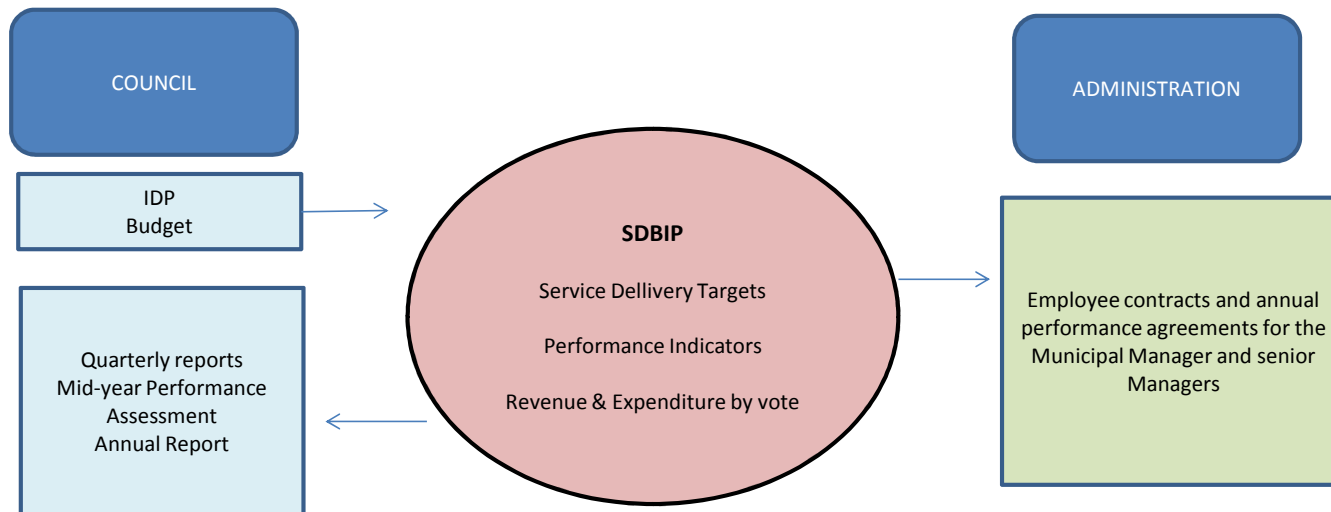 COUNCIL
ADMINISTRATION
IDP
Budget
SDBIP
Service Dellivery Targets
Performance Indicators
Revenue & Expenditure by vote
Quarterly reports
Mid-year Performance
Assessment
Annual Report
Employee contracts and annual
performance agreements for the
Municipal Manager and senior
Managers